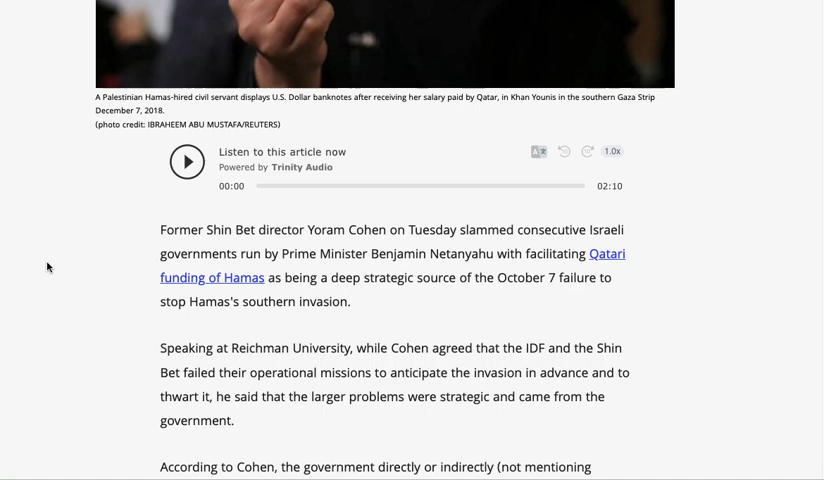 A Palestinian Hamas-hired civil servant displays U.S. Dollar banknotes after receiving her salary paid by Qatar, in Khan Younis in the southern Gaza Strip
December 7, 2018.
(photo credit: IBRAHEEM ABU MUSTAFA/REUTERS)
Listen to this article now
Powered by Trinity Audio
1.0x
00:00
02:10
Former Shin Bet director Yoram Cohen on Tuesday slammed consecutive Israeli
governments run by Prime Minister Benjamin Netanyahu with facilitating Qatari
funding of Hamas as being a deep strategic source of the October 7 failure to
stop Hamas's southern invasion.
Speaking at Reichman University, while Cohen agreed that the IDF and the Shin
Bet failed their operational missions to anticipate the invasion in advance and to
thwart it, he said that the larger problems were strategic and came from the
government.
According to Cohen, the government directly or indirectly (not mentioning